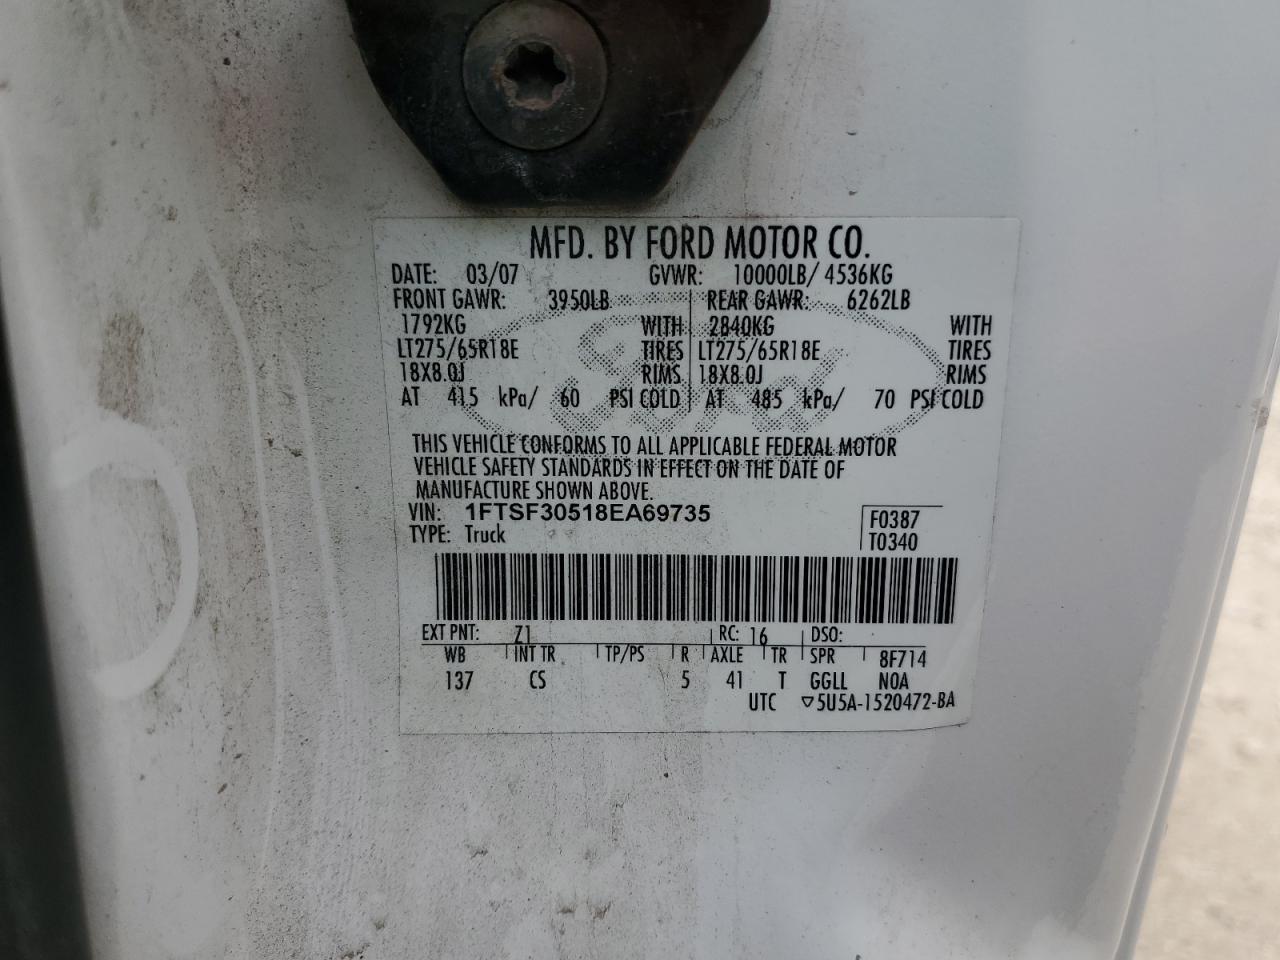 MFD. BY FORD MOTOR CO.
DATE: 03/07 GVWR: 10000LB/ 4536KG
FRONT GAWR: 3950LB REAR GAWR: 6262LB
1792KG WITH 2840KG WITH
LT275/65R18E TIRES LT275/65R18E TIRES
18X8.0J RIMS 18X8.0J RIMS
AT 415 kPa/ 60 PSI COLD AT 485 kPa/ 70 PSI COLD
THIS VEHICLE CONFORMS TO ALL APPLICABLE FEDERAL MOTOR
VEHICLE SAFETY STANDARDS IN EFFECT ON THE DATE OF
MANUFACTURE SHOWN ABOVE.
VIN: 1FTSF30518EA69735 F0387
TYPE: Truck T0340
EXT PNT: Z1 RC: 16 DSO:
WB INT TR TP/PS R AXLE TR SPR 8F714
137 CS 5 41 T GGLL NOA
UTC ▽5U5A-1520472-BA